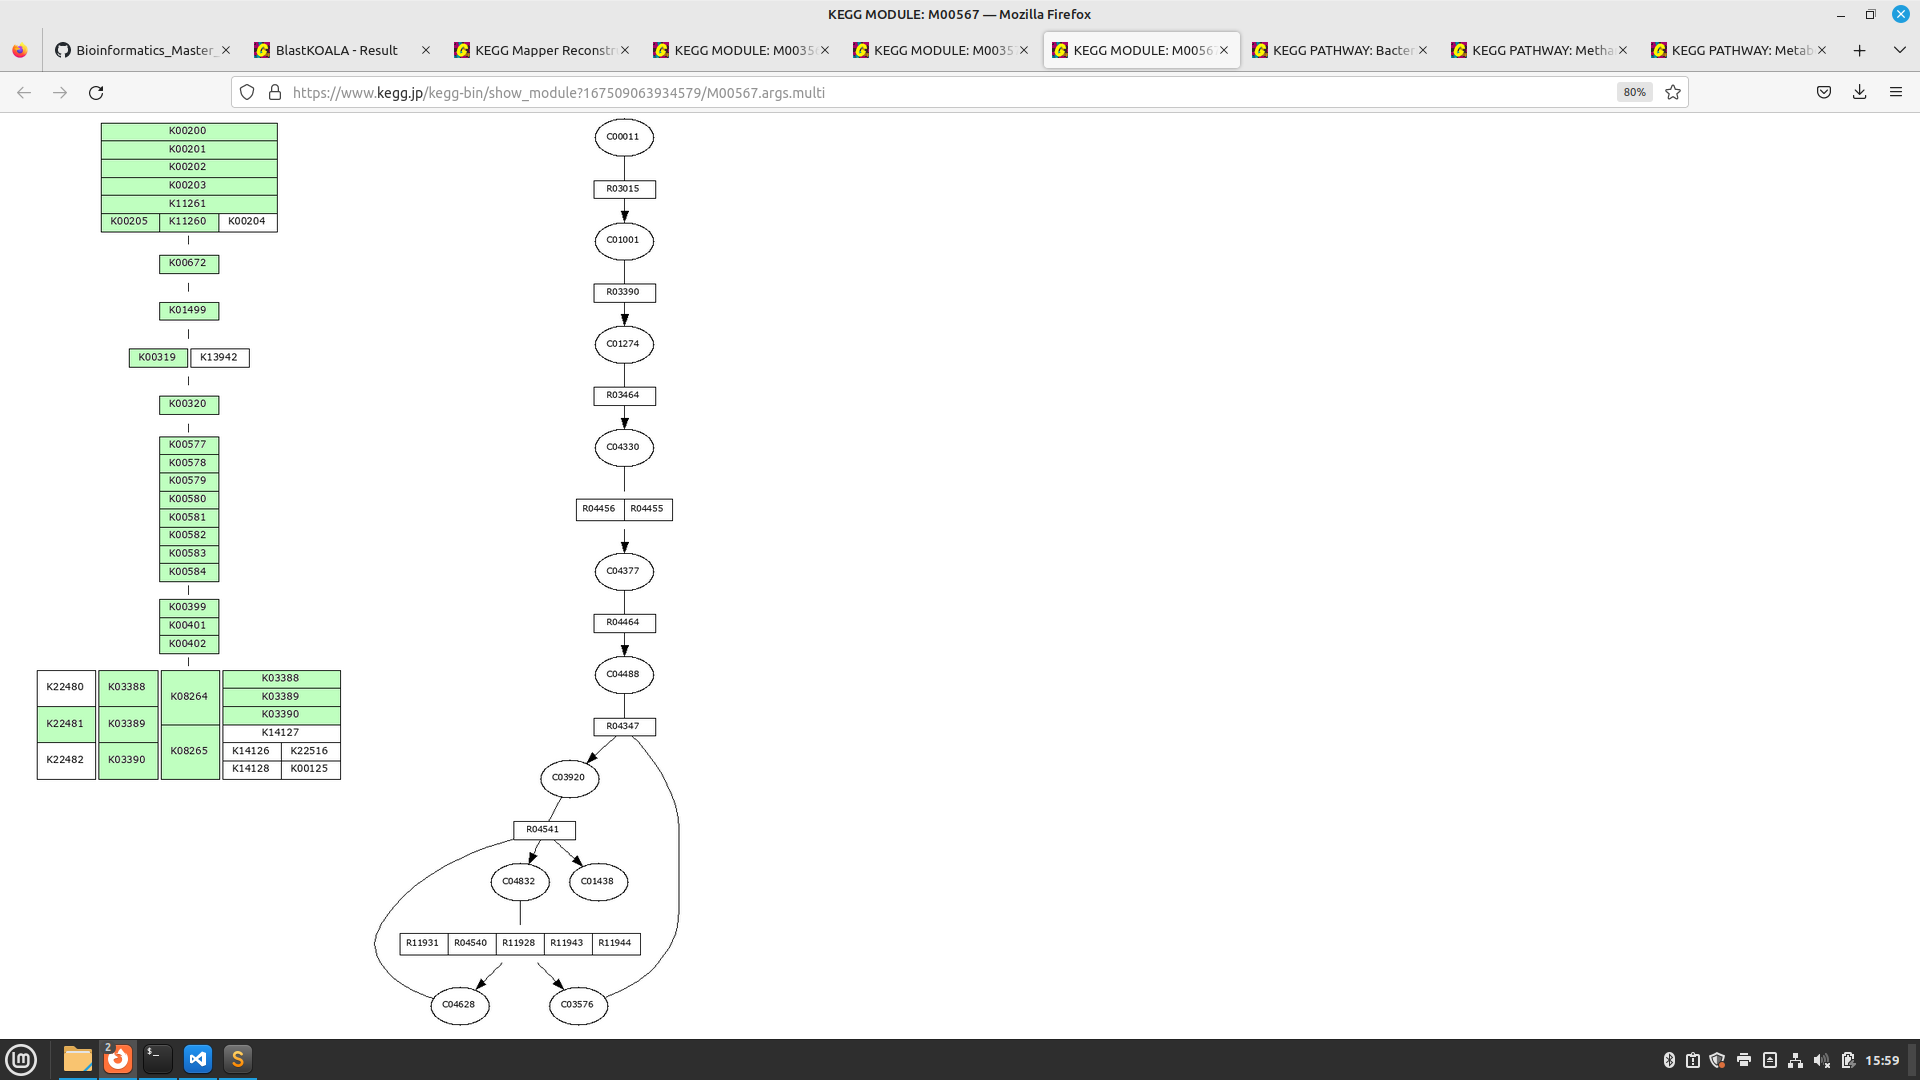 KEGG MODULE: M00567 — Mozilla Firefox
Bioinformatics_Master_
BlastKOALA - Result
KEGG Mapper Reconstr
KEGG MODULE: M0035
KEGG MODULE: M0035
KEGG MODULE: M0056
KEGG PATHWAY: Bacter
KEGG PATHWAY: Metha
KEGG PATHWAY: Metab
https://www.kegg.jp/kegg-bin/show_module?167509063934579/M00567.args.multi
80%
K00200
K00201
K00202
K00203
K11261
K00205 K11260 K00204
K00672
K01499
K00319 K13942
K00320
K00577
K00578
K00579
K00580
K00581
K00582
K00583
K00584
K00399
K00401
K00402
K22480
K22481
K22482
K03388
K03389
K03390
K08264
K08265
K03388
K03389
K03390
K14127
K14126 K22516
K14128 K00125
C00011
R03015
C01001
R03390
C01274
R03464
C04330
R04456 R04455
C04377
R04464
C04488
R04347
C03920
R04541
C04832 C01438
R11931 R04540 R11928 R11943 R11944
C04628 C03576
2
$_
S
15:59